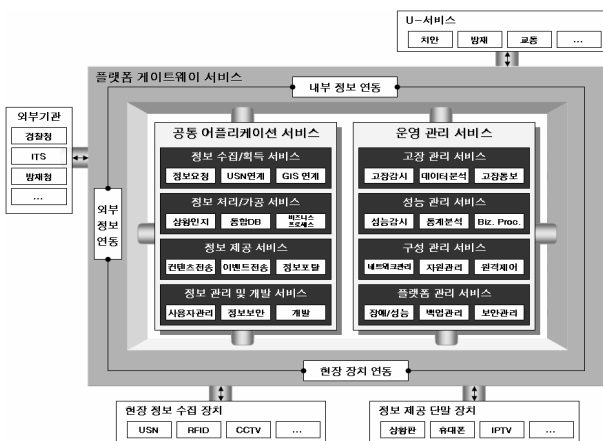 U-서비스
치안 방재 교통 ...
플랫폼 게이트웨이 서비스
내부 정보 연동
외부기관
경찰청
ITS
방재청
...
외부
정보
연동
공통 어플리케이션 서비스
정보 수집/획득 서비스
정보요청 USN연계 GIS 연계
정보 처리/가공 서비스
상황인지 통합DB 비즈니스
프로세스
정보 제공 서비스
컨텐츠전송 이벤트전송 정보포탈
정보 관리 및 개발 서비스
사용자관리 정보보안 개발
운영 관리 서비스
고장 관리 서비스
고장감시 데이터분석 고장통보
성능 관리 서비스
성능감시 통계분석 Biz. Proc.
구성 관리 서비스
네트워크관리 자원관리 원격제어
플랫폼 관리 서비스
장애/성능 백업관리 보안관리
현장 장치 연동
현장 정보 수집 장치
USN RFID CCTV ...
정보 제공 단말 장치
상황판 휴대폰 IPTV ...